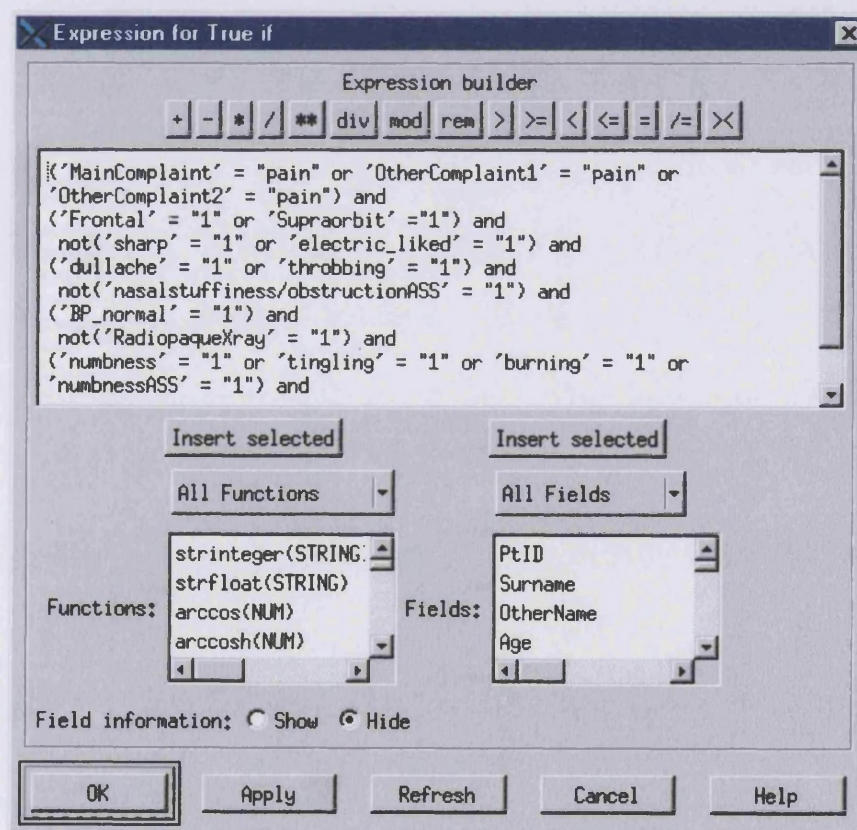 Expression for True if
Expression builder
+ - * / ** div mod rem > >= < <= = /= ><
('MainComplaint' = "pain" or 'OtherComplaint1' = "pain" or
'OtherComplaint2' = "pain") and
('Frontal' = "1" or 'Supraorbit' ="1") and
not('sharp' = "1" or 'electric_liked' = "1") and
('dullache' = "1" or 'throbbing' = "1") and
not('nasalstuffiness/obstructionASS' = "1") and
('BP_normal' = "1") and
not('RadiopaqueXray' = "1") and
('numbness' = "1" or 'tingling' = "1" or 'burning' = "1" or
'numbnessASS' = "1") and
Insert selected Insert selected
All Functions All Fields
strinteger(STRING) PtID
strfloat(STRING) Surname
Functions: arccos(NUM) Fields: OtherName
arccosh(NUM) Age
Field information: Show Hide
OK Apply Refresh Cancel Help